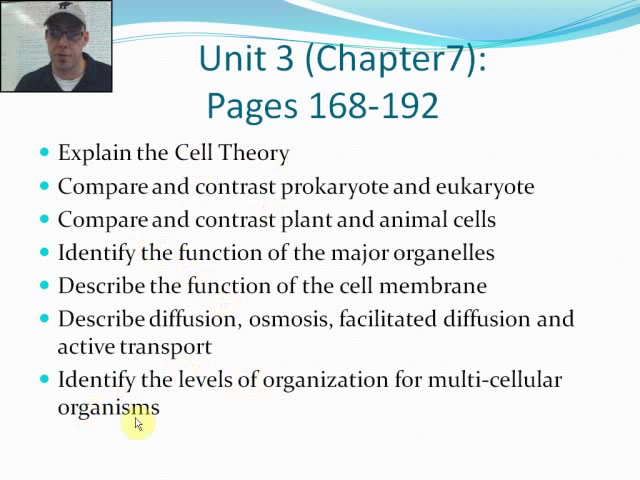 Unit 3 (Chapter7):
Pages 168-192
Explain the Cell Theory
Compare and contrast prokaryote and eukaryote
Compare and contrast plant and animal cells
Identify the function of the major organelles
Describe the function of the cell membrane
Describe diffusion, osmosis, facilitated diffusion and
active transport
Identify the levels of organization for multi-cellular
organisms